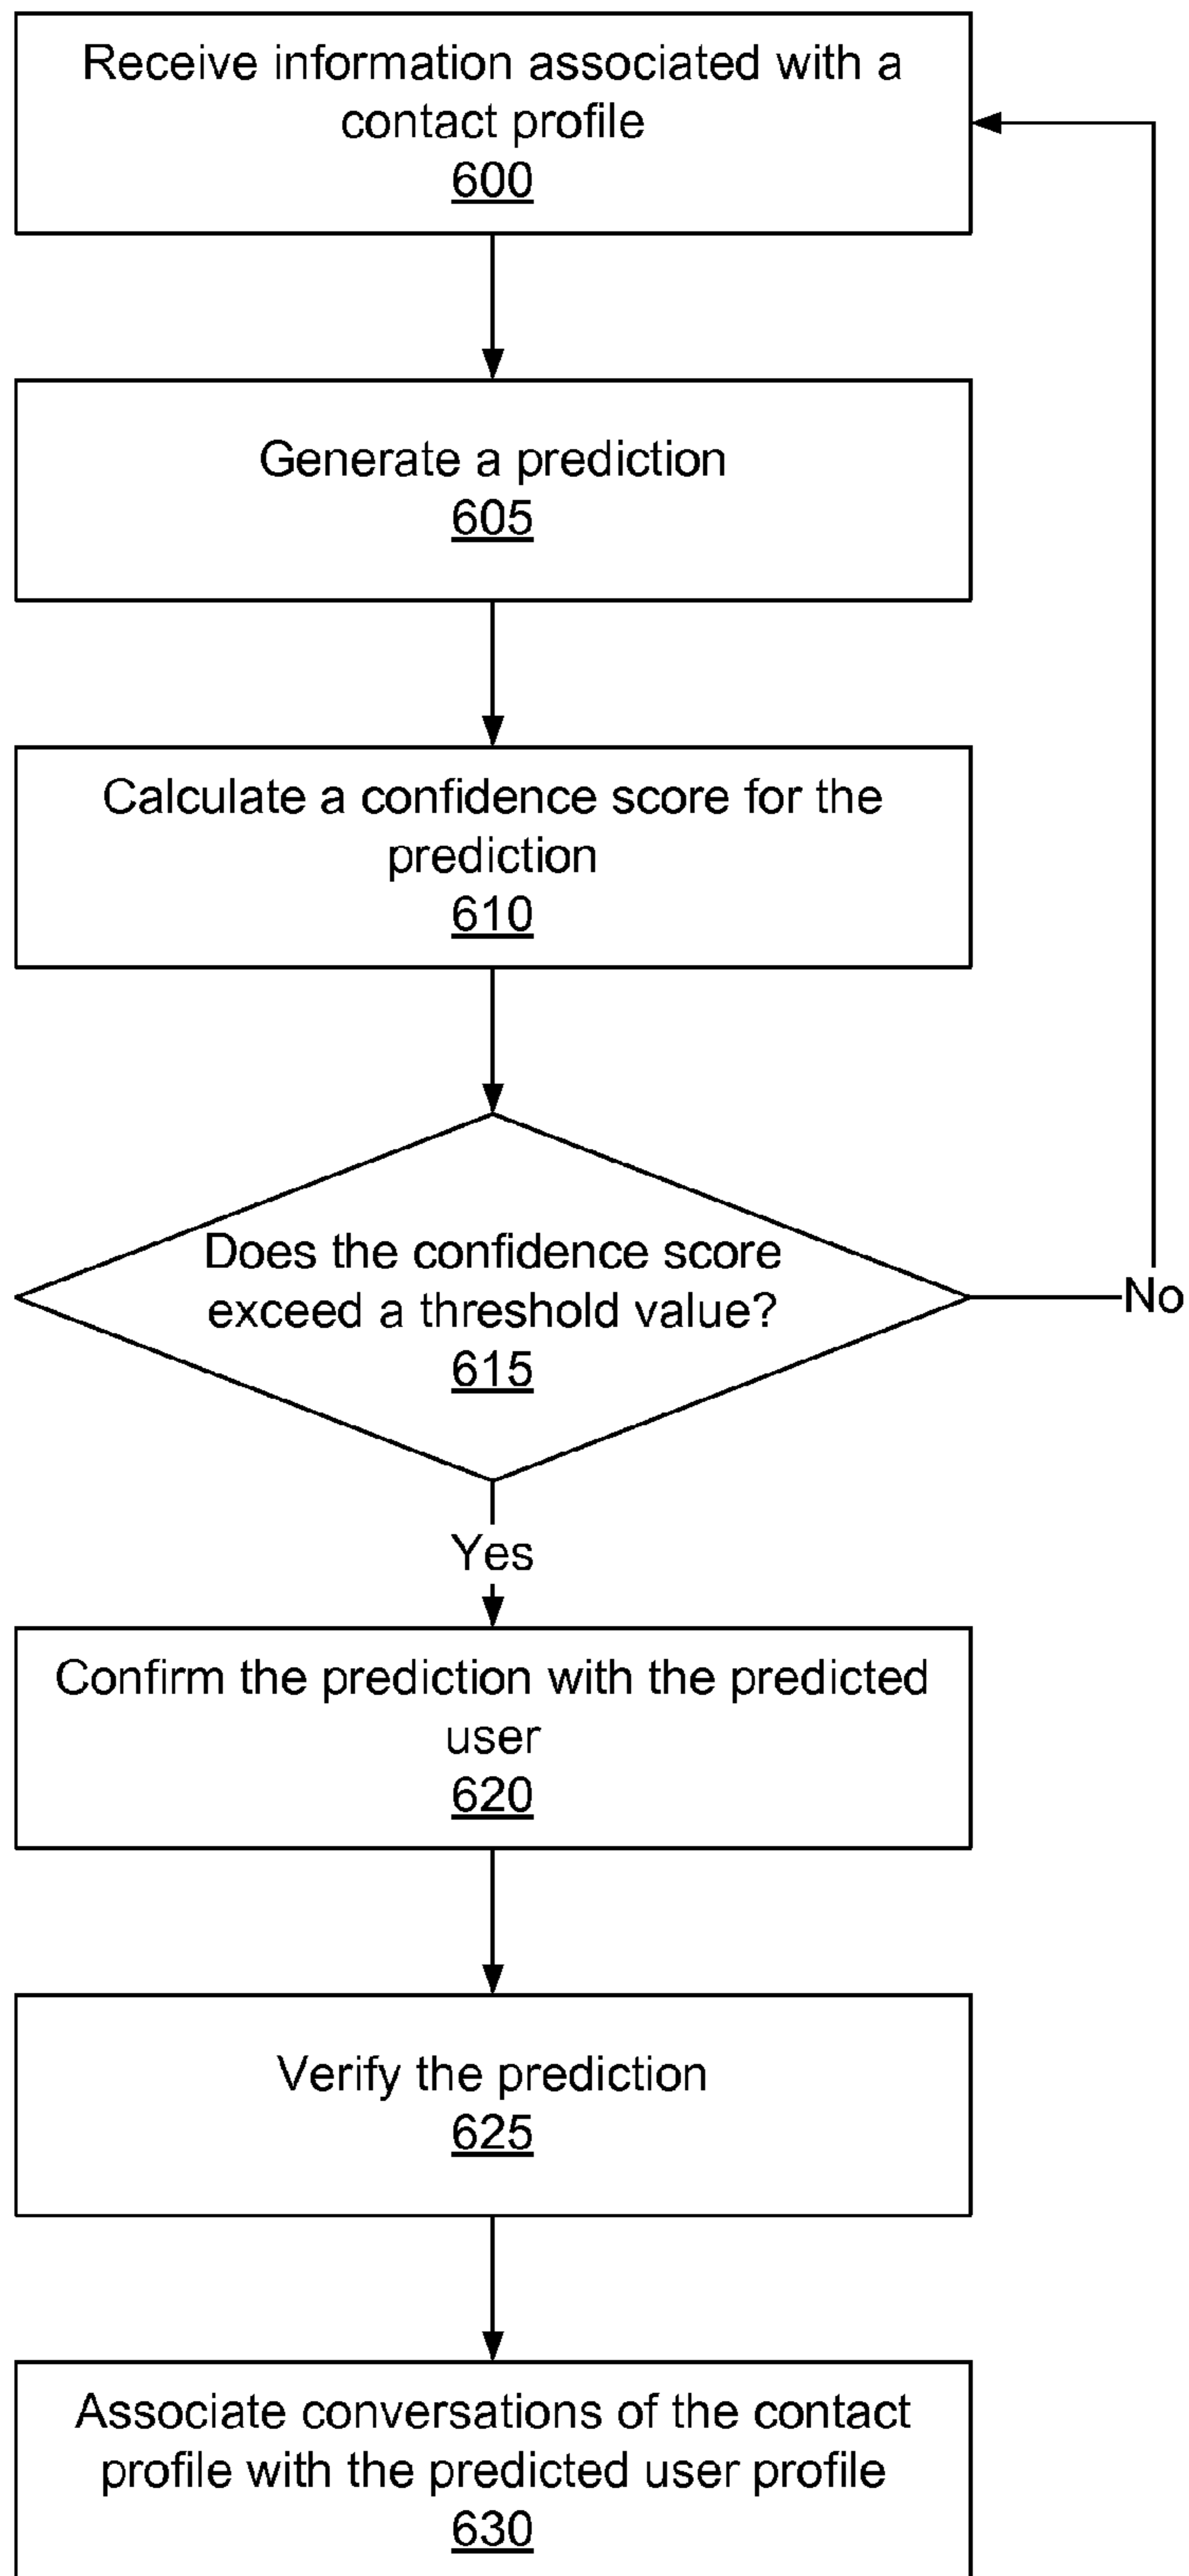 Receive information associated with a
contact profile
600
Generate a prediction
605
Calculate a confidence score for the
prediction
610
Does the confidence score
exceed a threshold value?
615
No
Yes
Confirm the prediction with the predicted
user
620
Verify the prediction
625
Associate conversations of the contact
profile with the predicted user profile
630